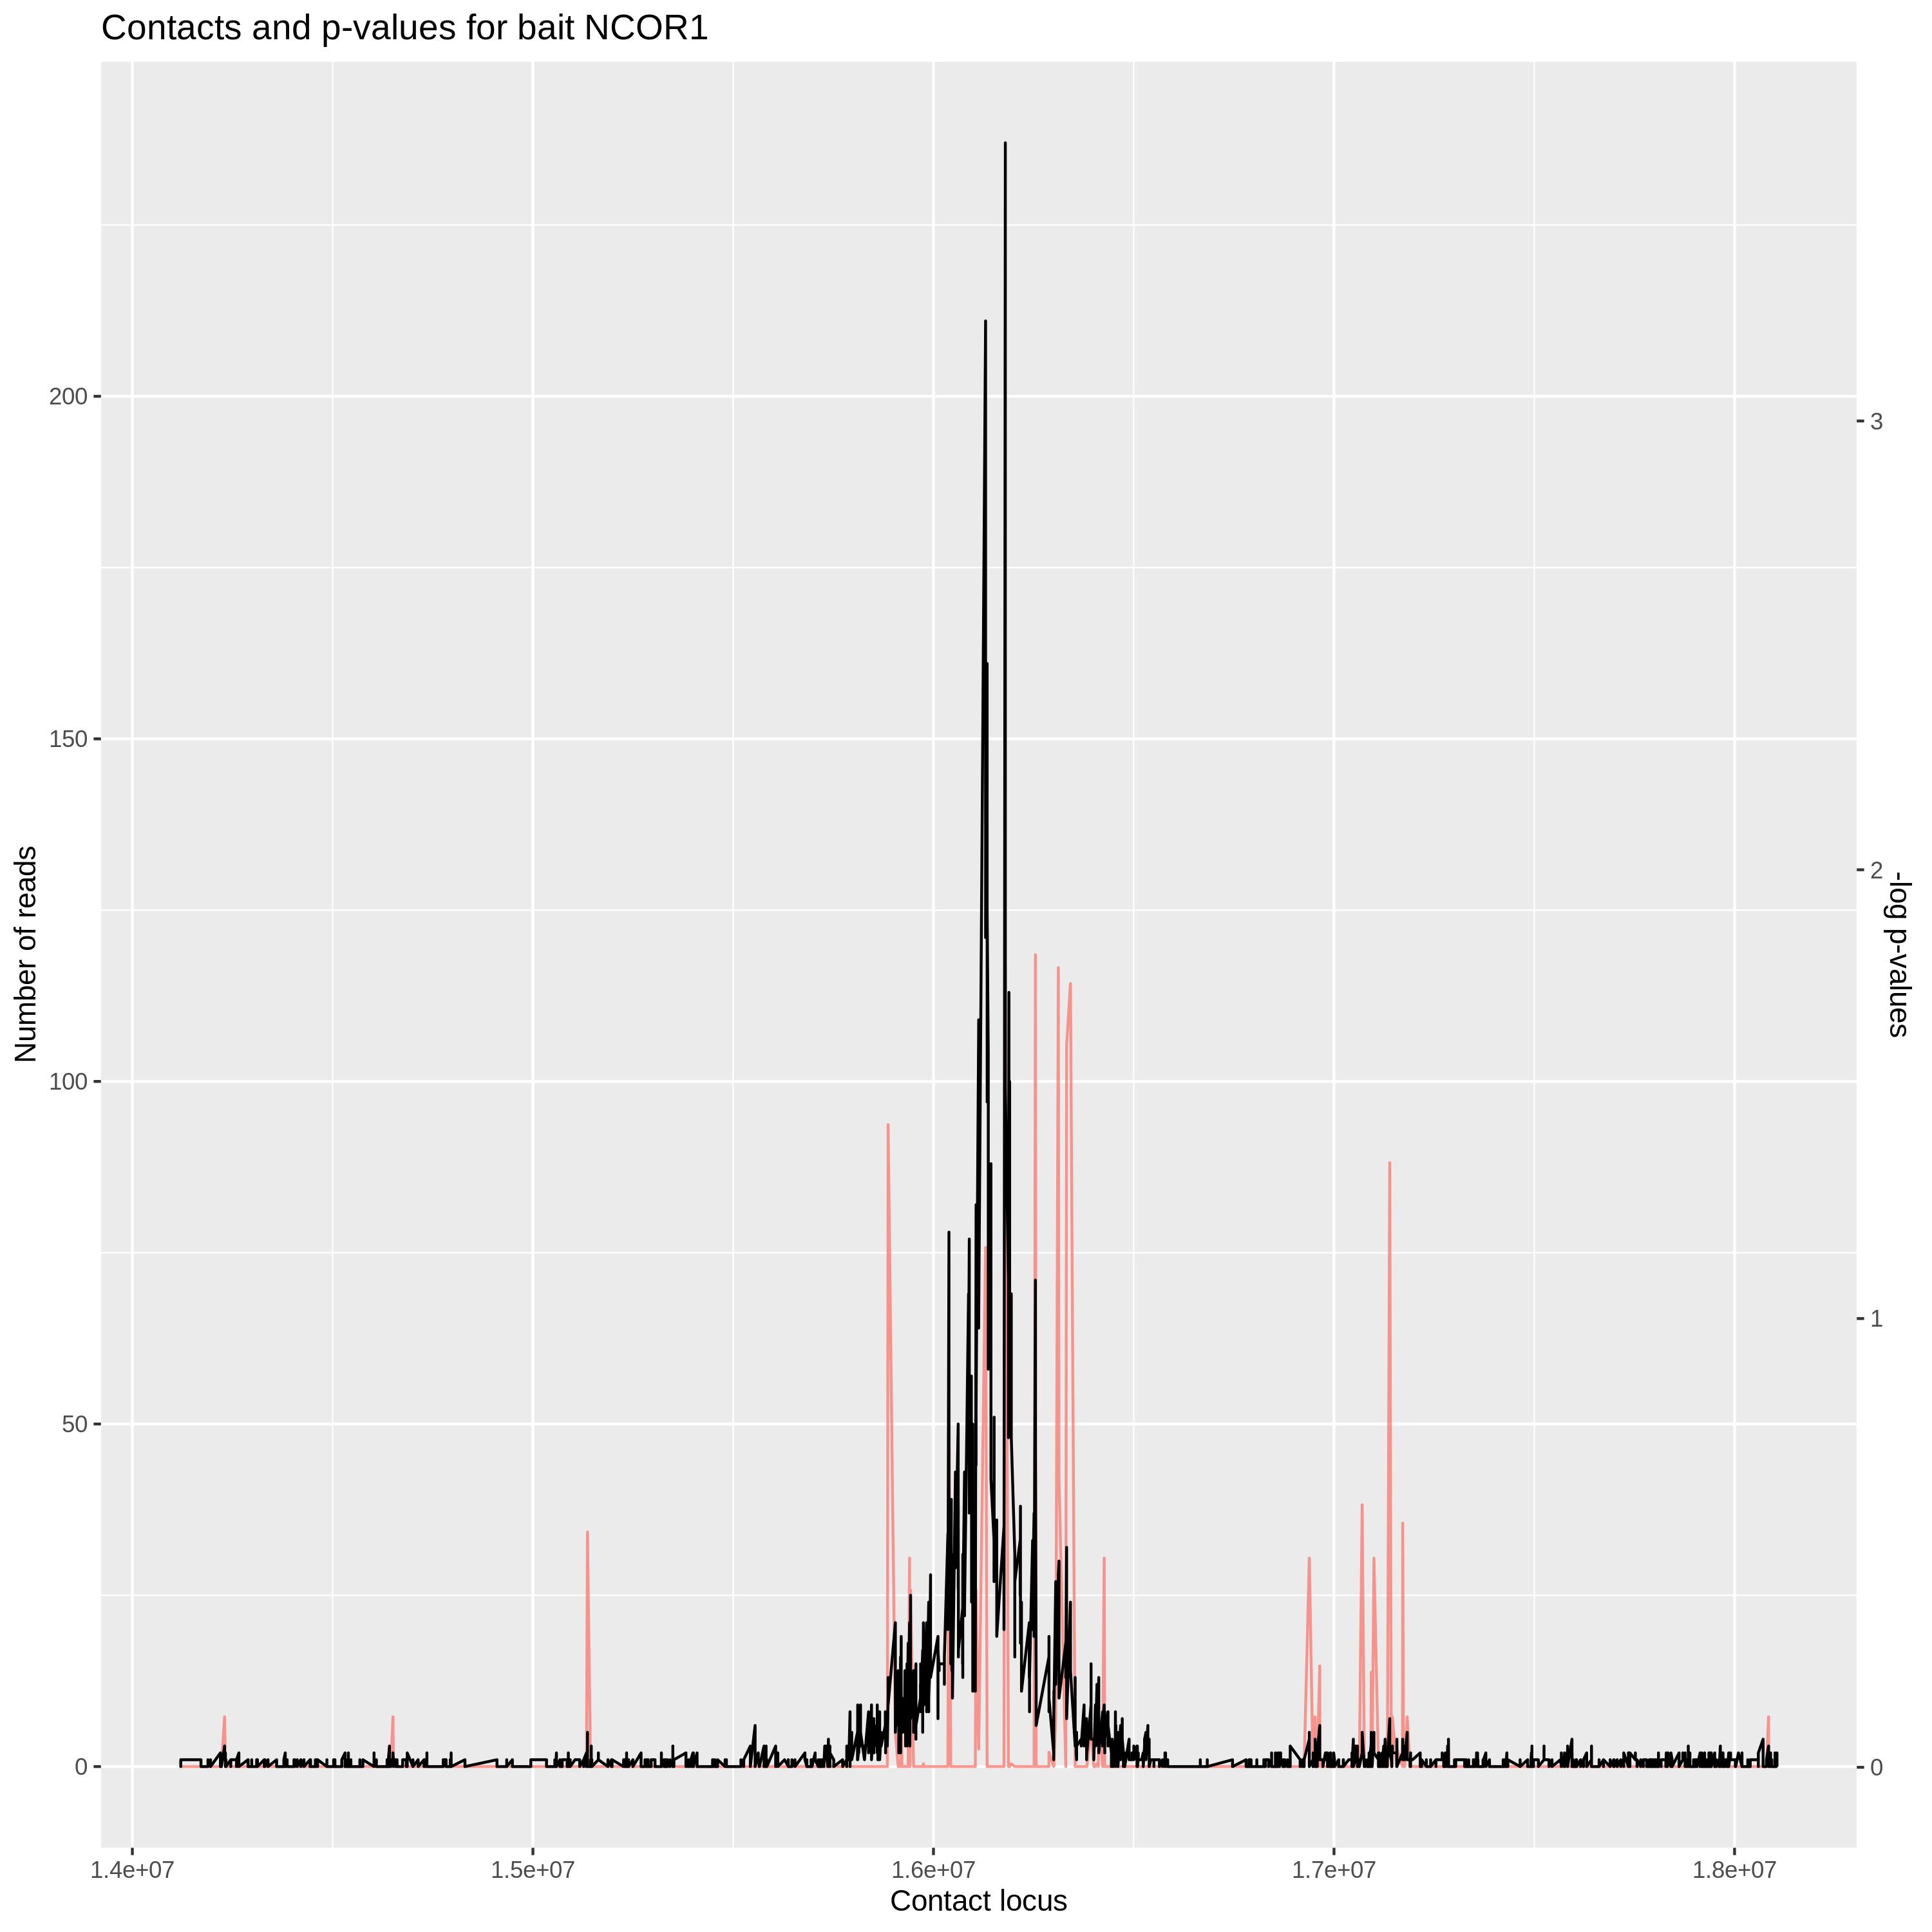 Contacts and p-values for bait NCOR1
200
150
100
50
0
Number of reads
3
2
1
0
-log p-values
1.4e+07
1.5e+07
1.6e+07
1.7e+07
1.8e+07
Contact locus